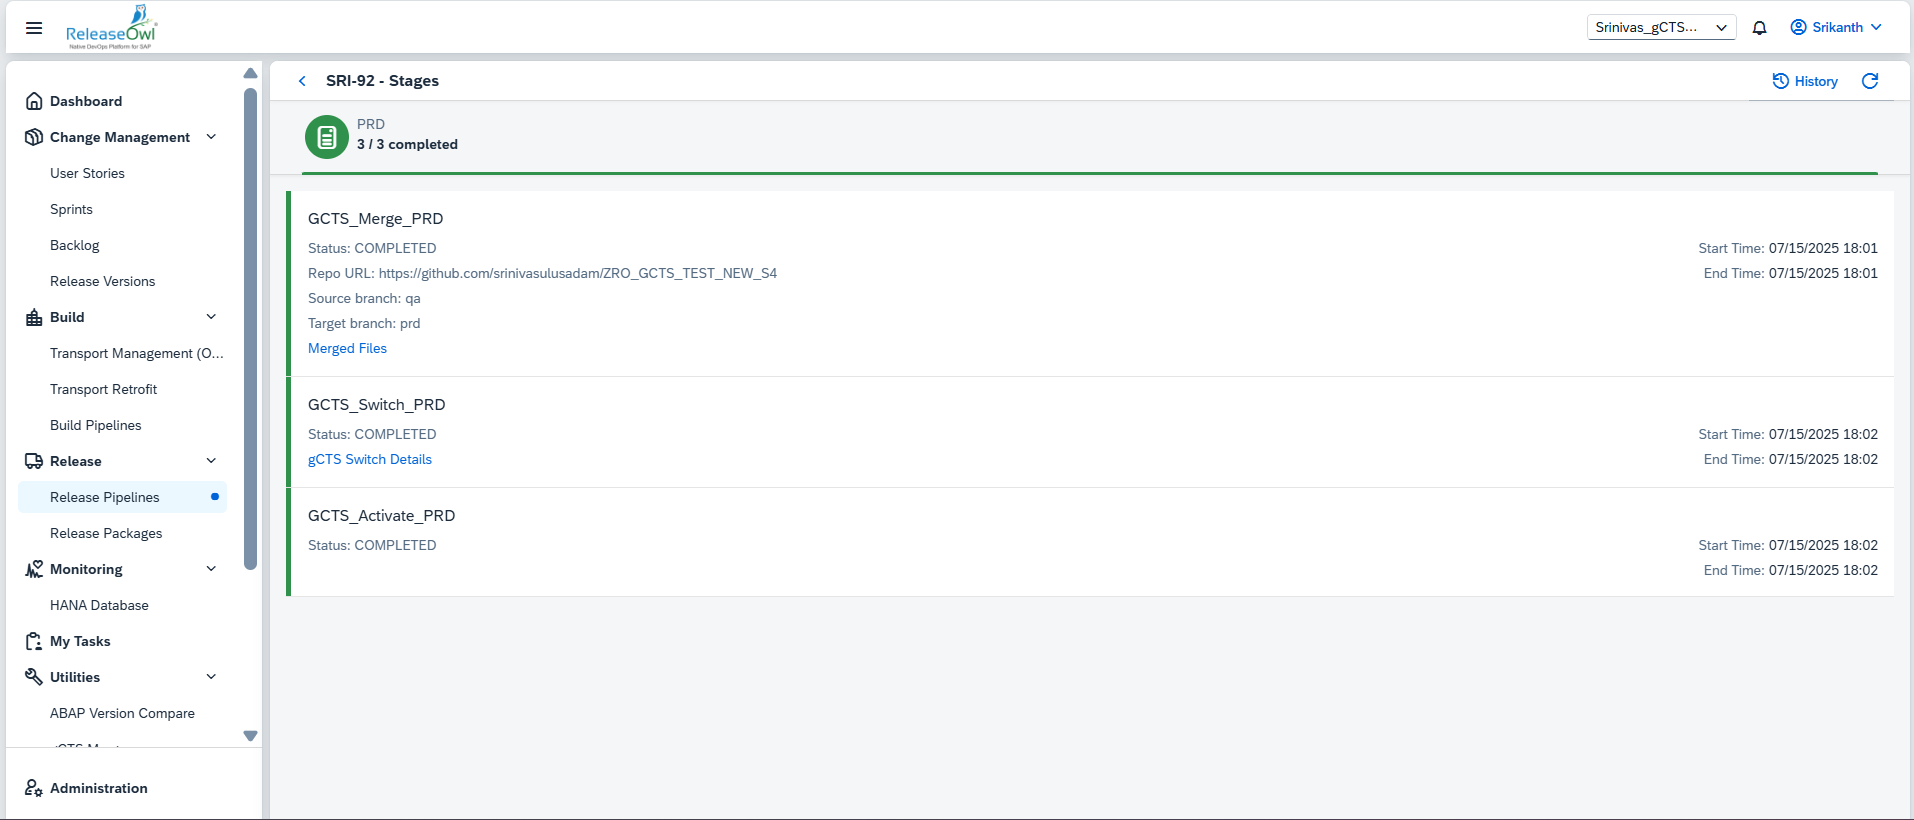 ReleaseOwl
Native DevOps Platform for SAP
Srinivas_gCTS...
Srikanth
Dashboard
Change Management
User Stories
Sprints
Backlog
Release Versions
Build
Transport Management (O...
Transport Retrofit
Build Pipelines
Release
Release Pipelines
Release Packages
Monitoring
HANA Database
My Tasks
Utilities
ABAP Version Compare
Administration
SRI-92 - Stages
History
PRD
3 / 3 completed
GCTS_Merge_PRD
Status: COMPLETED
Start Time: 07/15/2025 18:01
Repo URL: https://github.com/srinivasulusadam/ZRO_GCTS_TEST_NEW_S4
End Time: 07/15/2025 18:01
Source branch: qa
Target branch: prd
Merged Files
GCTS_Switch_PRD
Status: COMPLETED
Start Time: 07/15/2025 18:02
gCTS Switch Details
End Time: 07/15/2025 18:02
GCTS_Activate_PRD
Status: COMPLETED
Start Time: 07/15/2025 18:02
End Time: 07/15/2025 18:02